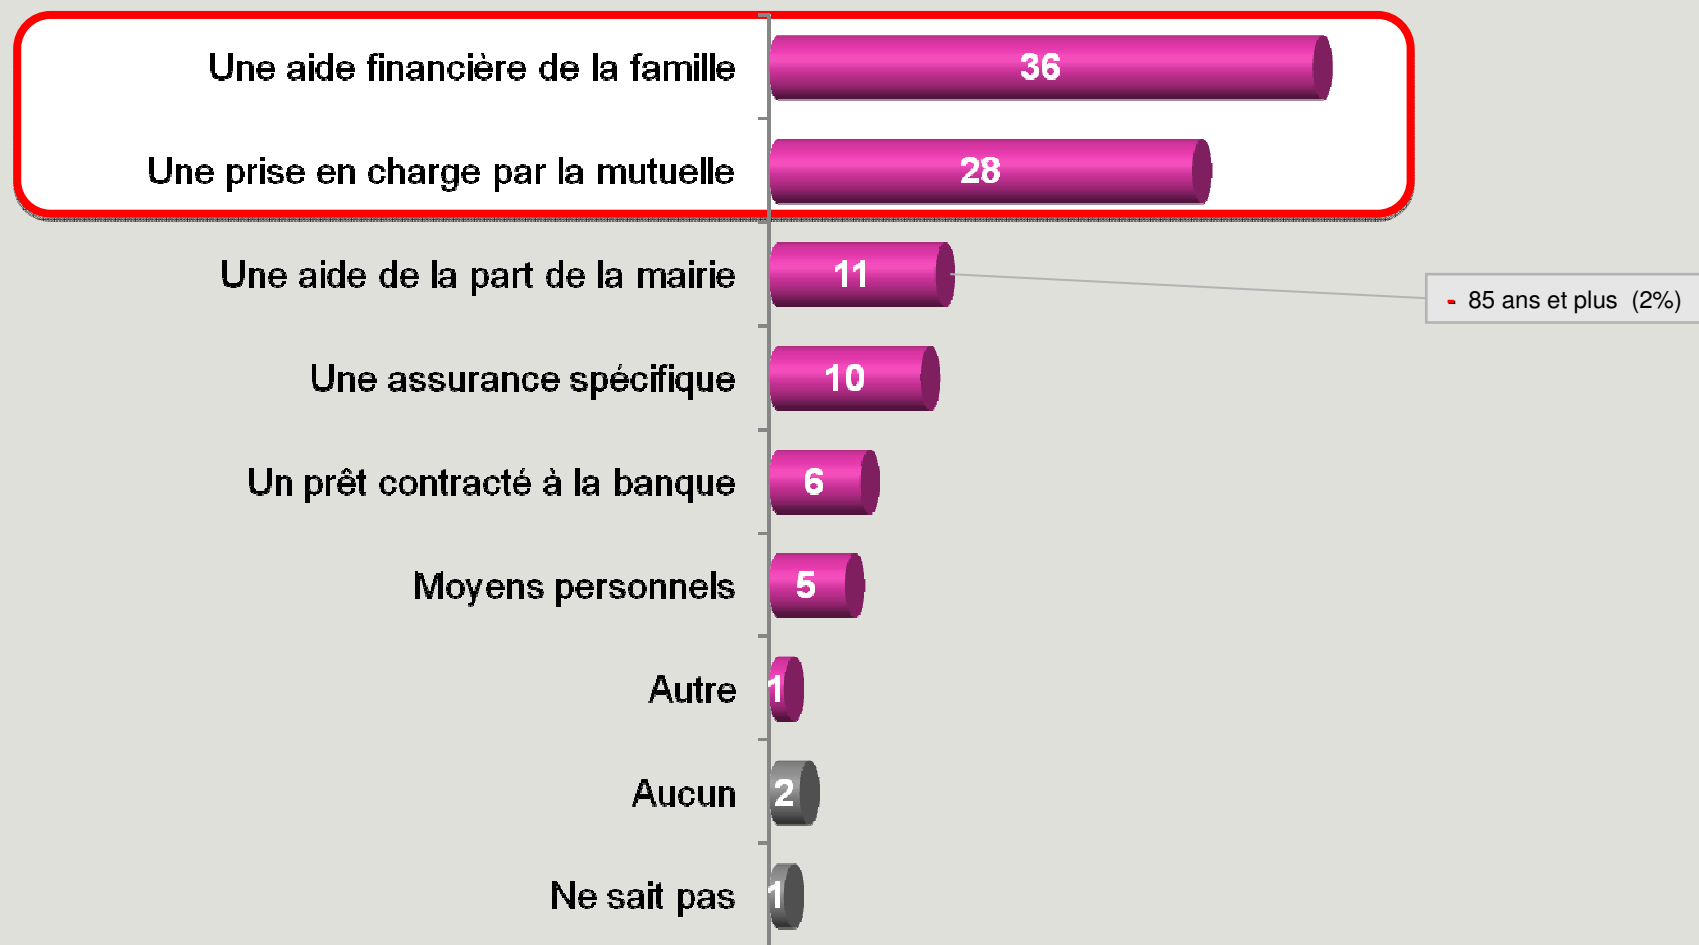 Une aide financière de la famille 36
Une prise en charge par la mutuelle 28
Une aide de la part de la mairie 11
- 85 ans et plus (2%)
Une assurance spécifique 10
Un prêt contracté à la banque 6
Moyens personnels 5
Autre 1
Aucun 2
Ne sait pas 1